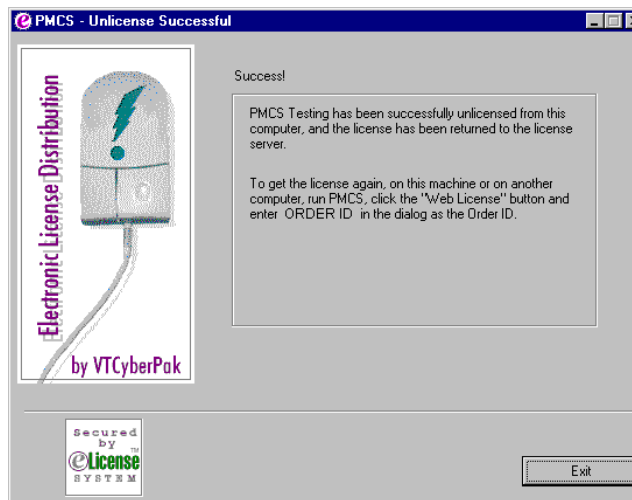 PMCS - Unlicense Successful
Electronic License Distribution
by VTCyberPak
Success!
PMCS Testing has been successfully unlicensed from this
computer, and the license has been returned to the license
server.
To get the license again, on this machine or on another
computer, run PMCS, click the "Web License" button and
enter ORDER ID in the dialog as the Order ID.
Secured
by
eLicense™
SYSTEM
Exit